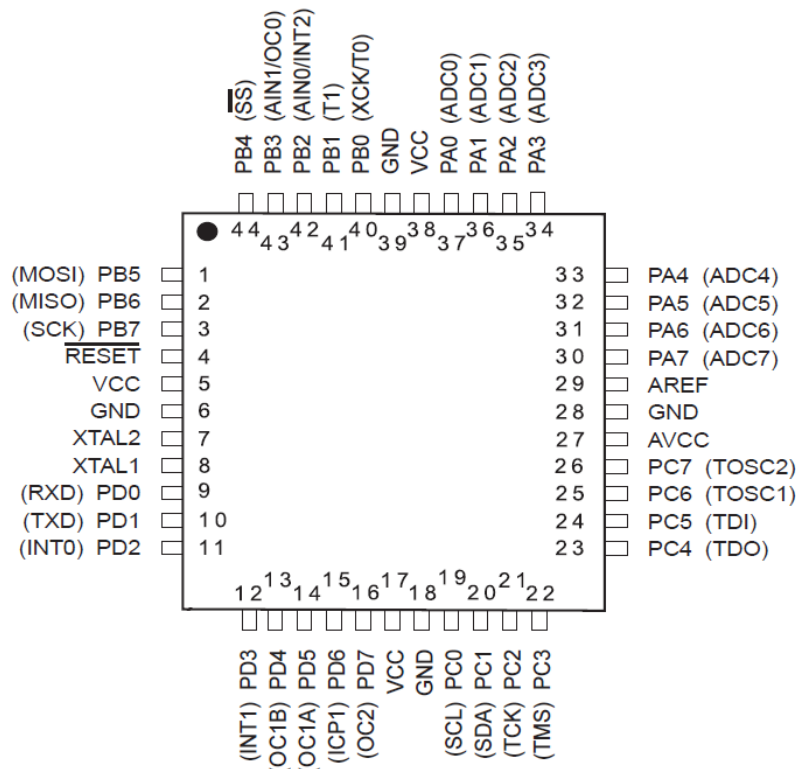 PB4 (SS)
PB3 (AIN1/OC0)
PB2 (AIN0/INT2)
PB1 (T1)
PB0 (XCK/T0)
GND
VCC
PA0 (ADC0)
PA1 (ADC1)
PA2 (ADC2)
PA3 (ADC3)
44
43
42
41
40
39
38
37
36
35
34
(MOSI) PB5 1
(MISO) PB6 2
(SCK) PB7 3
RESET 4
VCC 5
GND 6
XTAL2 7
XTAL1 8
(RXD) PD0 9
(TXD) PD1 10
(INT0) PD2 11
33 PA4 (ADC4)
32 PA5 (ADC5)
31 PA6 (ADC6)
30 PA7 (ADC7)
29 AREF
28 GND
27 AVCC
26 PC7 (TOSC2)
25 PC6 (TOSC1)
24 PC5 (TDI)
23 PC4 (TDO)
12
13
14
15
16
17
18
19
20
21
22
(INT1) PD3
(OC1B) PD4
(OC1A) PD5
(ICP1) PD6
(OC2) PD7
VCC
GND
(SCL) PC0
(SDA) PC1
(TCK) PC2
(TMS) PC3